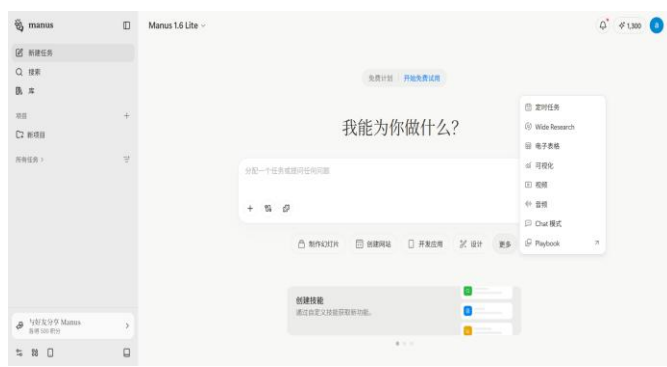 manus
新建任务
搜索
库
项目
新项目
所有任务
与好友分享 Manus
各得 500 积分
Manus 1.6 Lite
1,300
免费计划 | 开始免费试用
我能为你做什么?
分配一个任务或提问任何问题
制作幻灯片
创建网站
开发应用
设计
更多
定时任务
Wide Research
电子表格
可视化
视频
音频
Chat 模式
Playbook
创建技能
通过自定义技能获取新功能。